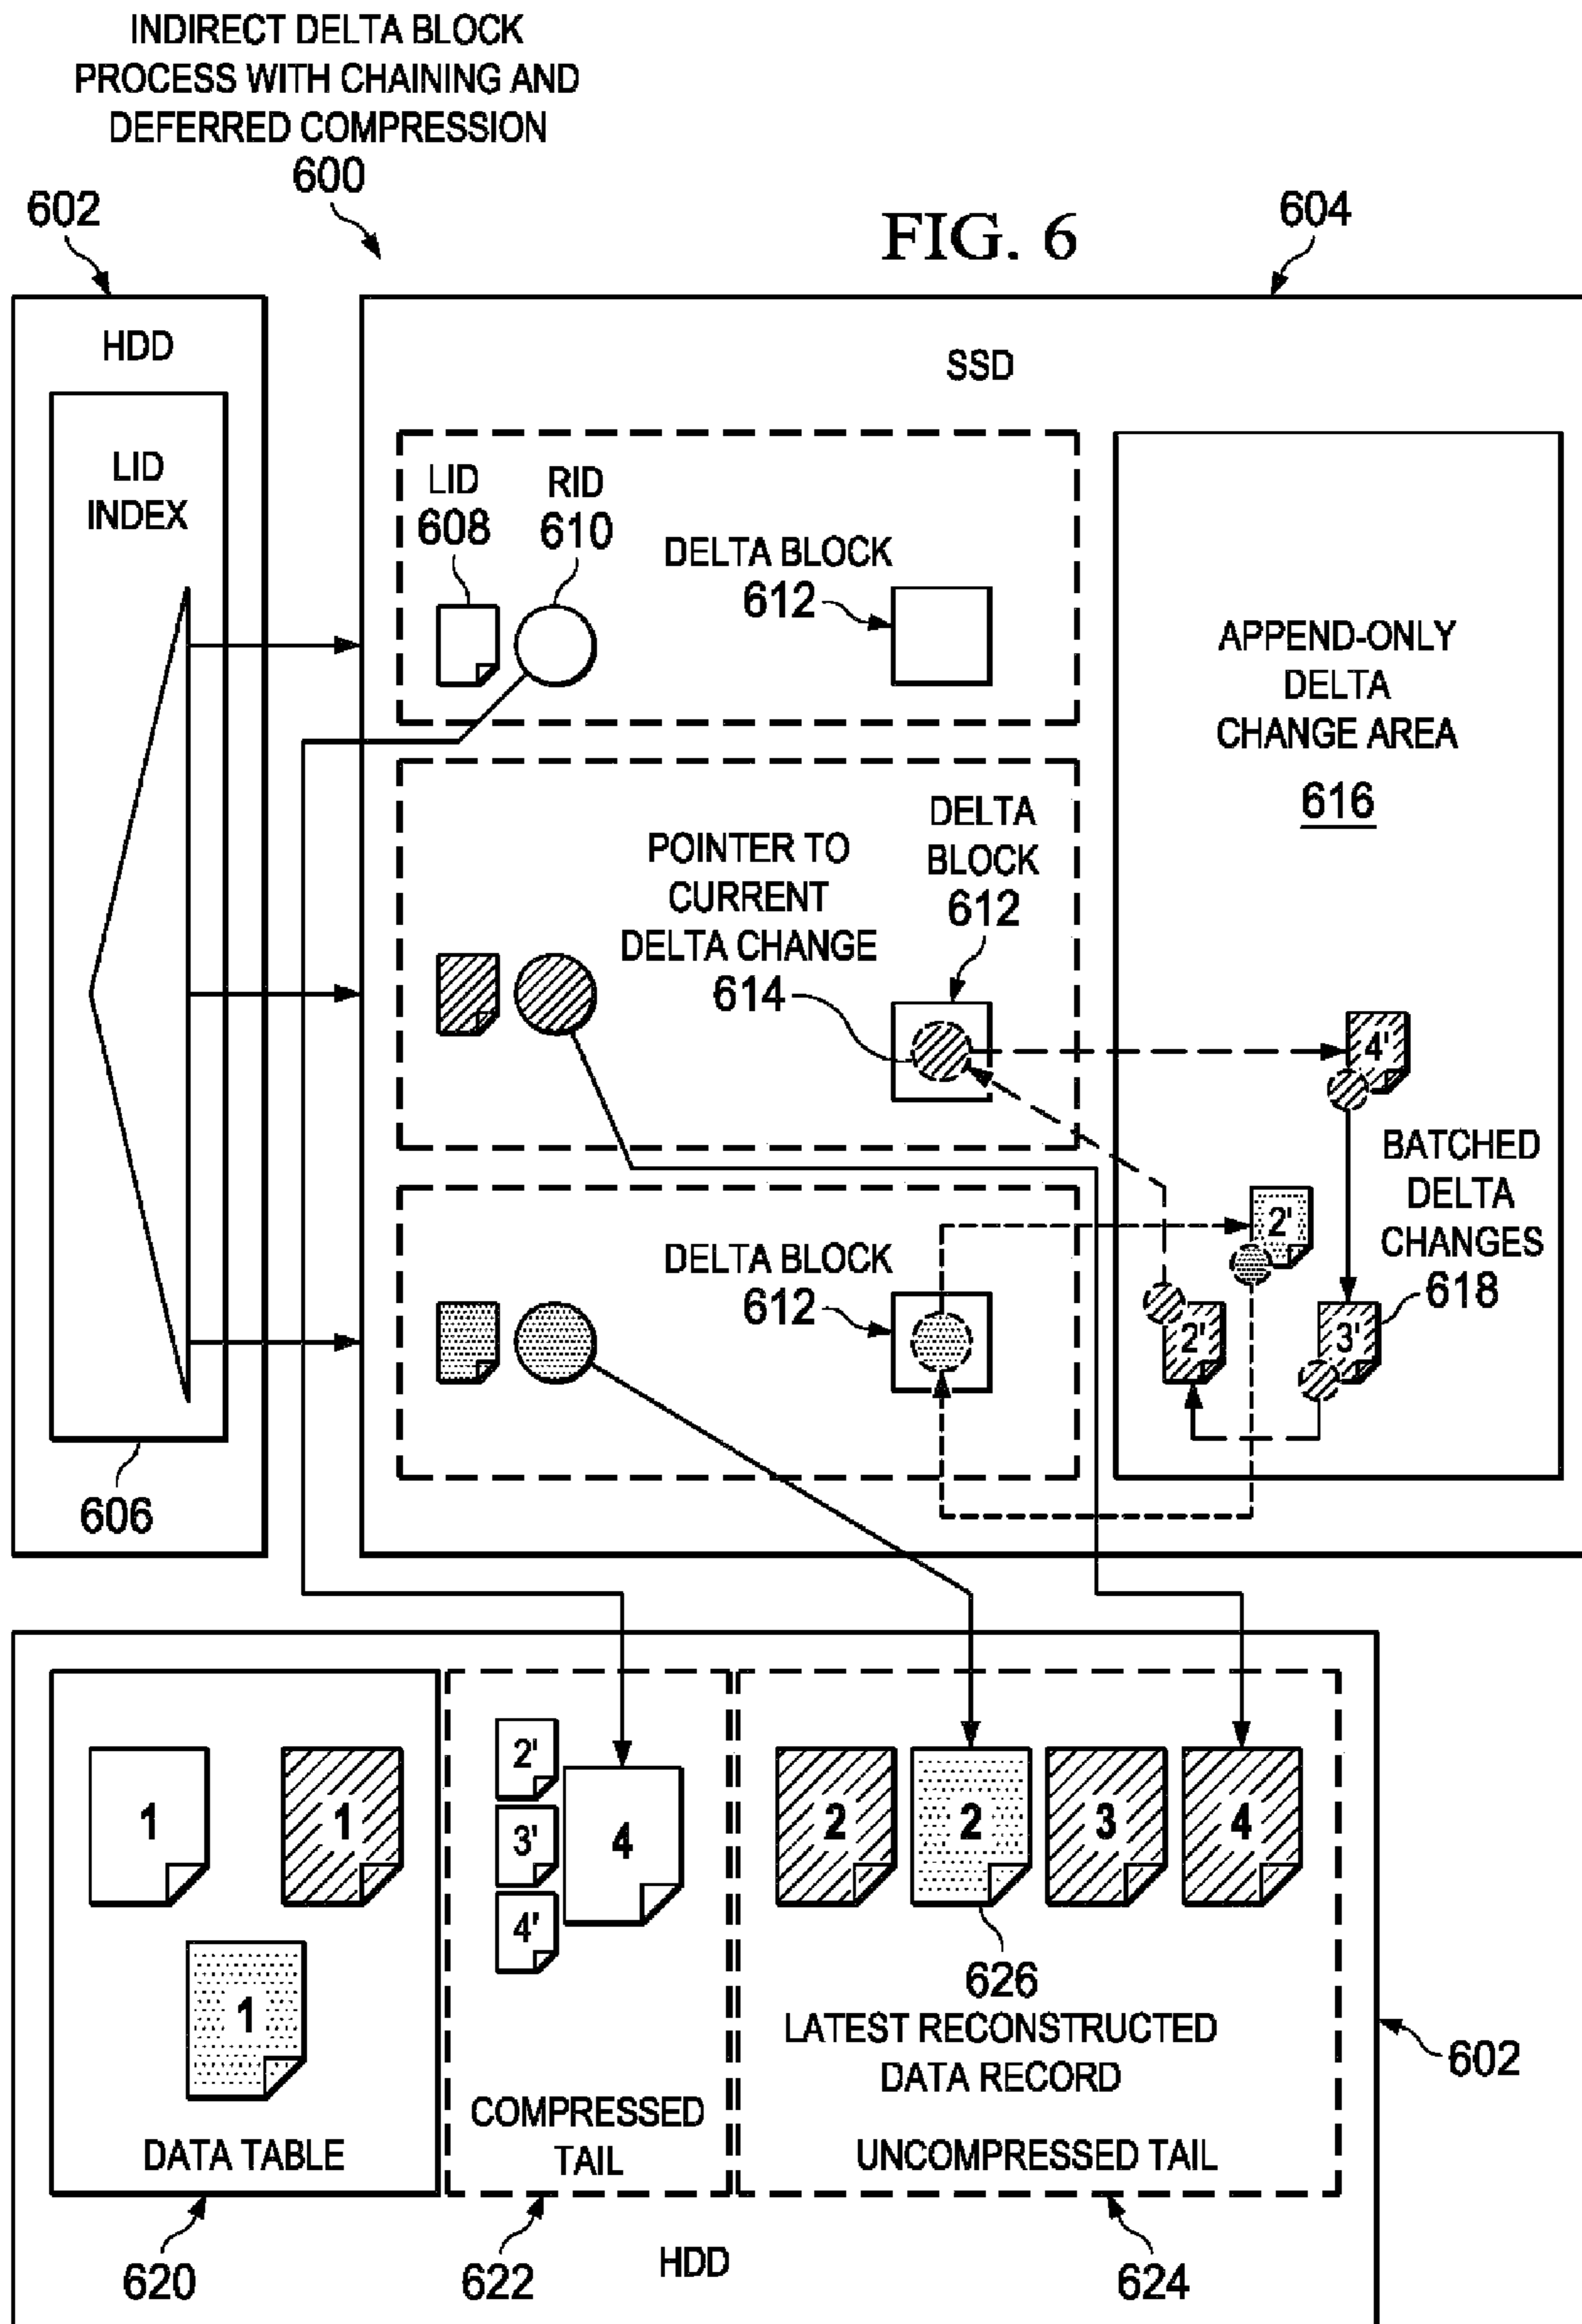 INDIRECT DELTA BLOCK
PROCESS WITH CHAINING AND
DEFERRED COMPRESSION
600
602
FIG. 6
604
HDD
SSD
LID
INDEX
LID
608
RID
610
DELTA BLOCK
612
APPEND-ONLY
DELTA
CHANGE AREA
616
POINTER TO
CURRENT
DELTA CHANGE
614
DELTA
BLOCK
612
4'
BATCHED
DELTA
CHANGES
618
2'
2'
3'
DELTA BLOCK
612
606
1
1
1
DATA TABLE
620
2'
3'
4'
4
COMPRESSED
TAIL
622
2
2
3
4
626
LATEST RECONSTRUCTED
DATA RECORD
UNCOMPRESSED TAIL
624
602
HDD